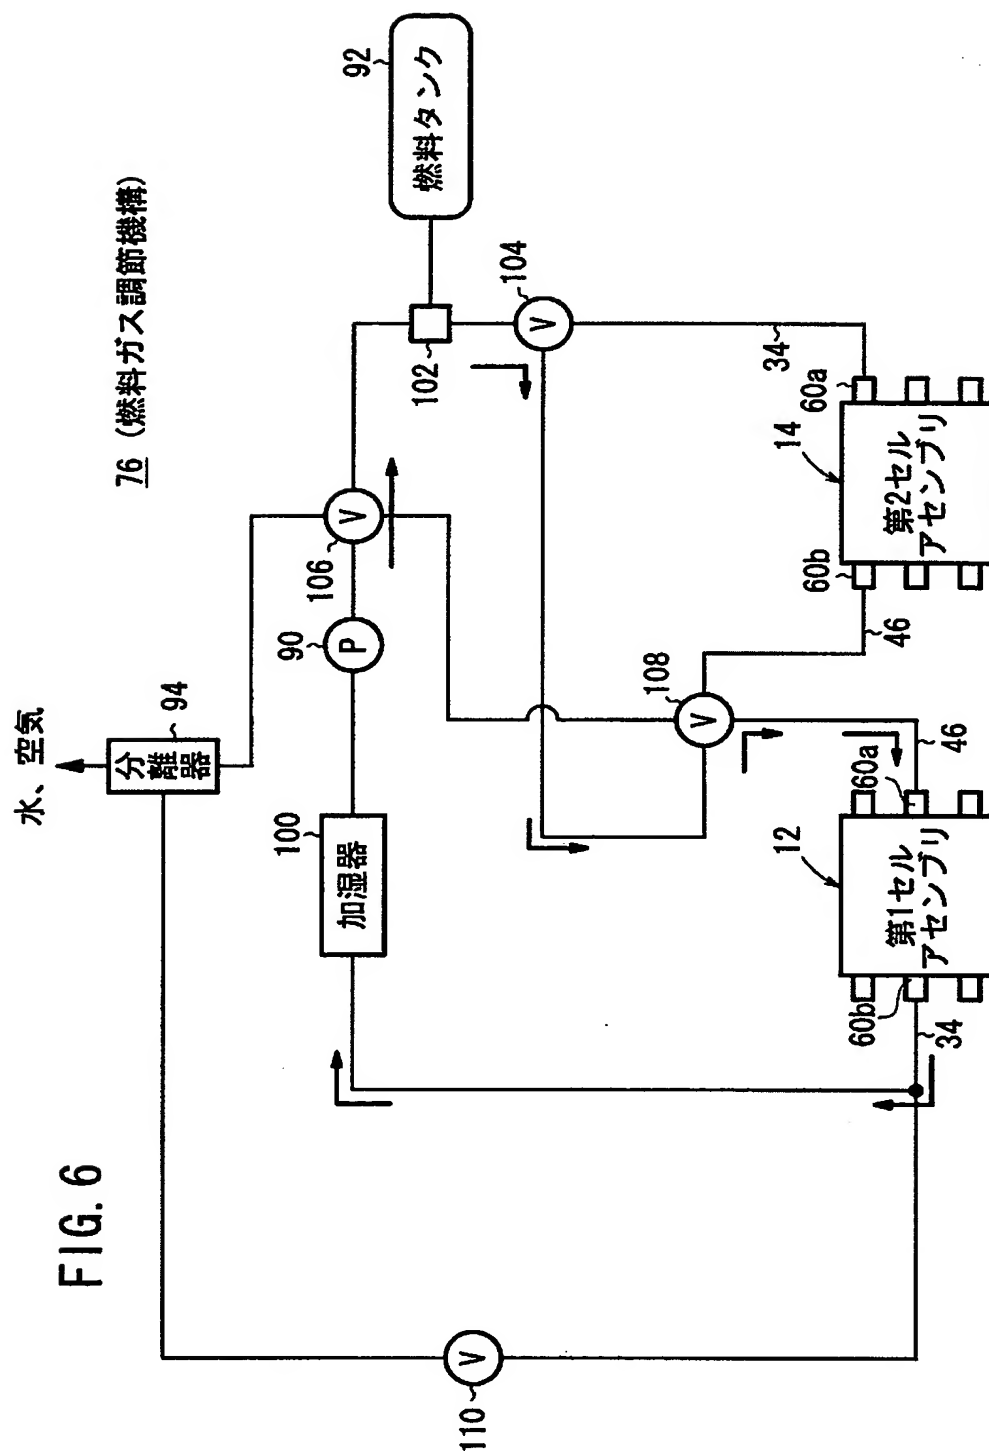 FIG. 6
76 (燃料ガス調節機構)
水、空気
分離器
94
92
燃料タンク
102
104
V
106
V
90
P
100
加湿器
108
V
110
V
34
60a
14
第2セル
アセンブリ
60b
46
46
60a
12
第1セル
アセンブリ
60b
34